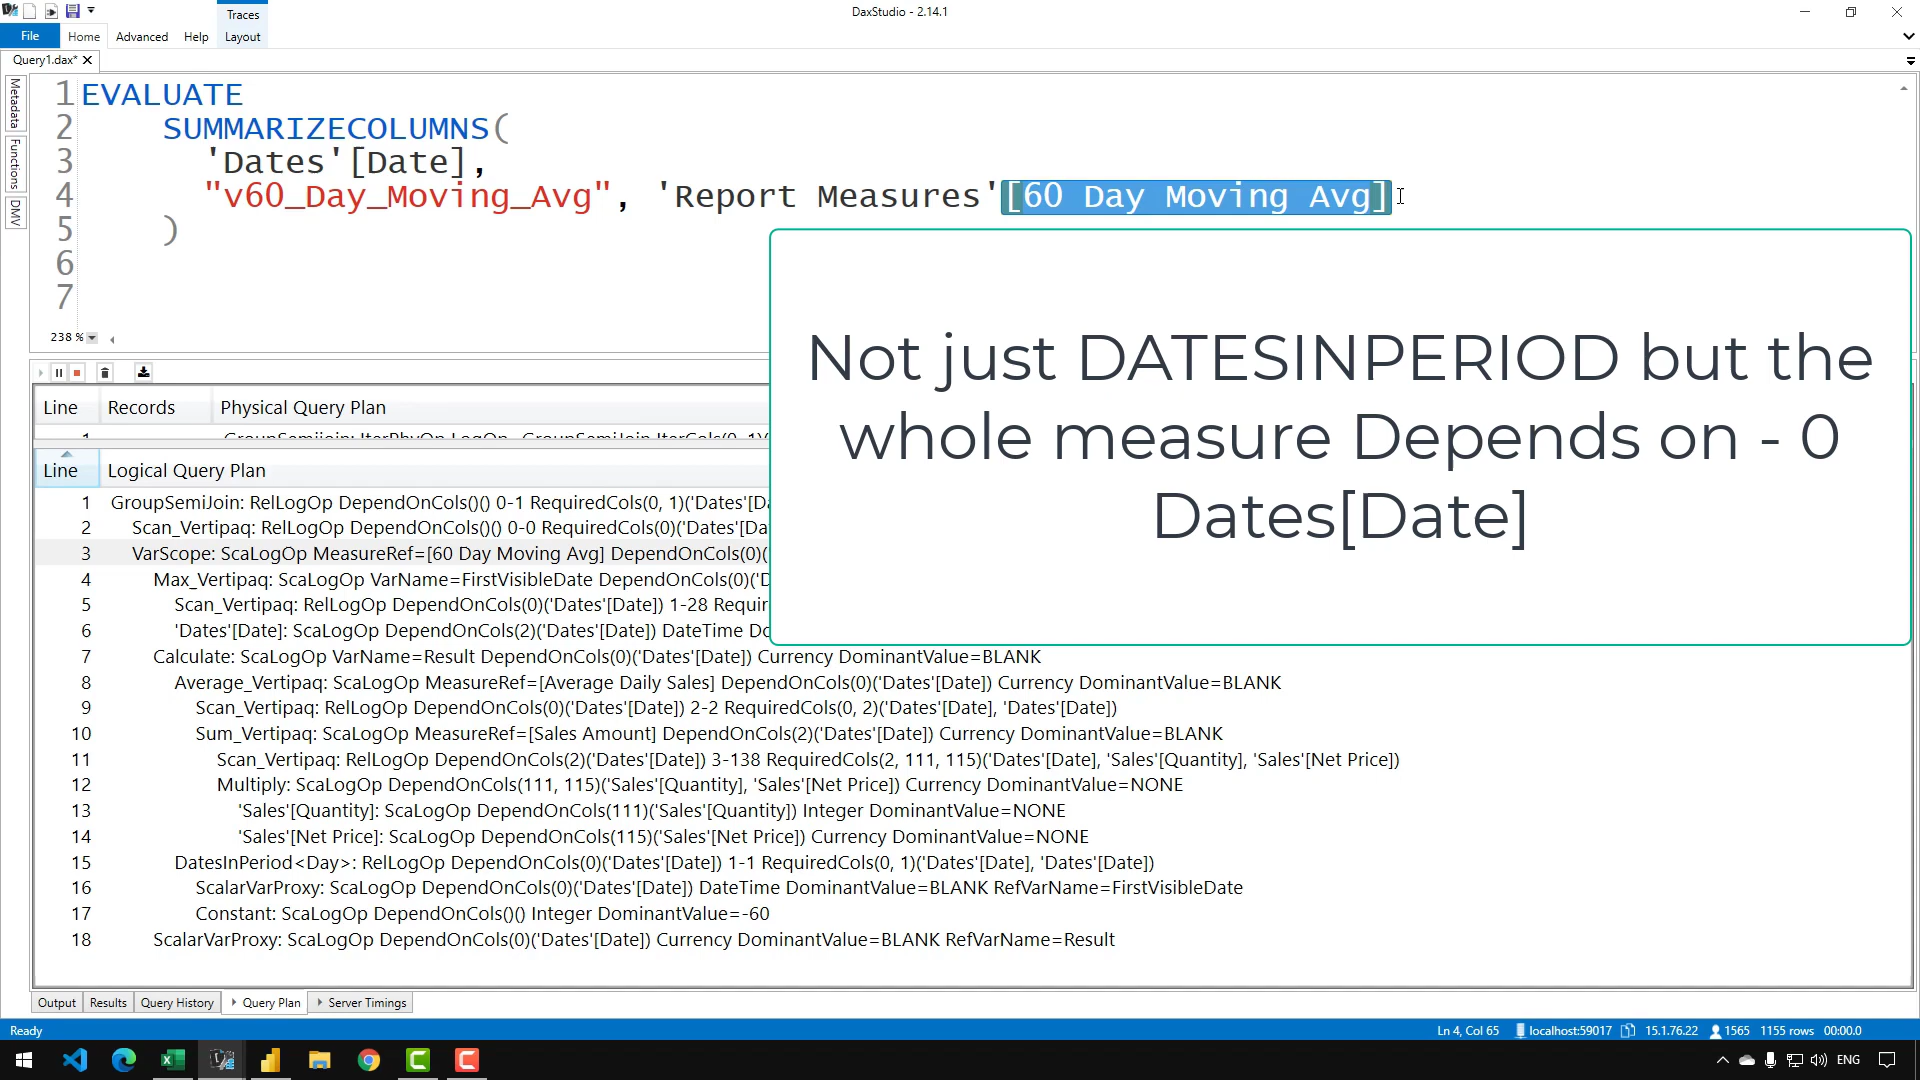 DaxStudio - 2.14.1
Traces
File Home Advanced Help Layout
Query1.dax*
Metadata
Functions
DMV
1 EVALUATE
2 SUMMARIZECOLUMNS(
3 'Dates'[Date],
4 "v60_Day_Moving_Avg", 'Report Measures'[60 Day Moving Avg]
5 )
6
7
238 %
Not just DATESINPERIOD but the
whole measure Depends on - 0
Dates[Date]
Line Records Physical Query Plan
Line Logical Query Plan
1 GroupSemiJoin: RelLogOp DependOnCols()() 0-1 RequiredCols(0, 1)('Dates'[Da
2 Scan_Vertipaq: RelLogOp DependOnCols()() 0-0 RequiredCols(0)('Dates'[Da
3 VarScope: ScaLogOp MeasureRef=[60 Day Moving Avg] DependOnCols(0)(
4 Max_Vertipaq: ScaLogOp VarName=FirstVisibleDate DependOnCols(0)('D
5 Scan_Vertipaq: RelLogOp DependOnCols(0)('Dates'[Date]) 1-28 Requir
6 'Dates'[Date]: ScaLogOp DependOnCols(2)('Dates'[Date]) DateTime Do
7 Calculate: ScaLogOp VarName=Result DependOnCols(0)('Dates'[Date]) Currency DominantValue=BLANK
8 Average_Vertipaq: ScaLogOp MeasureRef=[Average Daily Sales] DependOnCols(0)('Dates'[Date]) Currency DominantValue=BLANK
9 Scan_Vertipaq: RelLogOp DependOnCols(0)('Dates'[Date]) 2-2 RequiredCols(0, 2)('Dates'[Date], 'Dates'[Date])
10 Sum_Vertipaq: ScaLogOp MeasureRef=[Sales Amount] DependOnCols(2)('Dates'[Date]) Currency DominantValue=BLANK
11 Scan_Vertipaq: RelLogOp DependOnCols(2)('Dates'[Date]) 3-138 RequiredCols(2, 111, 115)('Dates'[Date], 'Sales'[Quantity], 'Sales'[Net Price])
12 Multiply: ScaLogOp DependOnCols(111, 115)('Sales'[Quantity], 'Sales'[Net Price]) Currency DominantValue=NONE
13 'Sales'[Quantity]: ScaLogOp DependOnCols(111)('Sales'[Quantity]) Integer DominantValue=NONE
14 'Sales'[Net Price]: ScaLogOp DependOnCols(115)('Sales'[Net Price]) Currency DominantValue=NONE
15 DatesInPeriod<Day>: RelLogOp DependOnCols(0)('Dates'[Date]) 1-1 RequiredCols(0, 1)('Dates'[Date], 'Dates'[Date])
16 ScalarVarProxy: ScaLogOp DependOnCols(0)('Dates'[Date]) DateTime DominantValue=BLANK RefVarName=FirstVisibleDate
17 Constant: ScaLogOp DependOnCols()() Integer DominantValue=-60
18 ScalarVarProxy: ScaLogOp DependOnCols(0)('Dates'[Date]) Currency DominantValue=BLANK RefVarName=Result
Output Results Query History Query Plan Server Timings
Ready Ln 4, Col 65 localhost:59017 15.1.76.22 1565 1155 rows 00:00.0
ENG